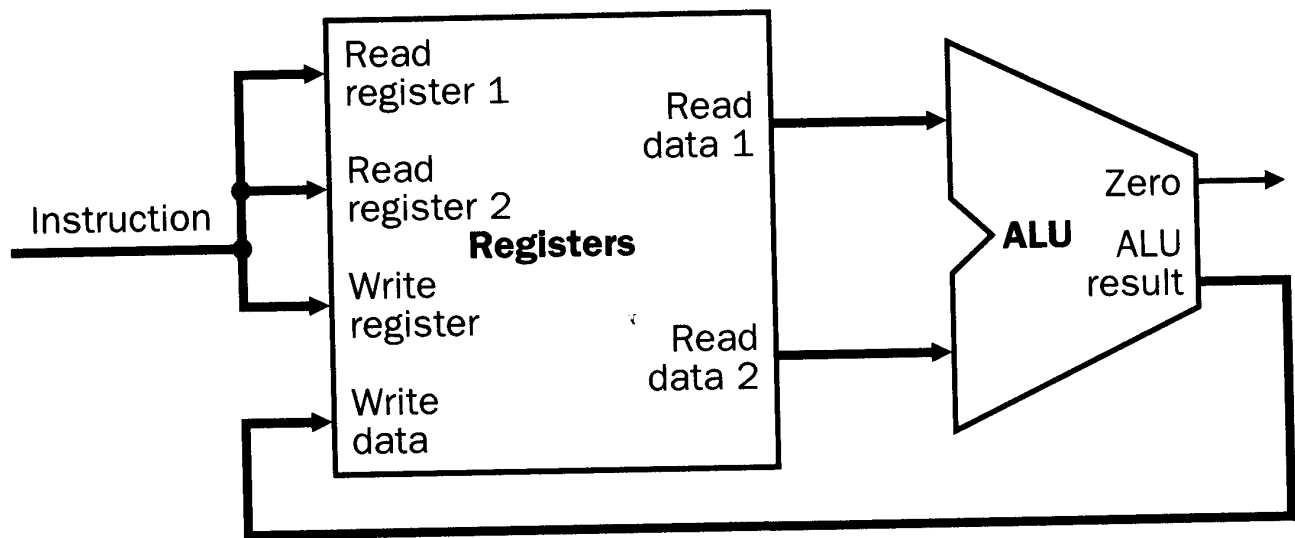 Instruction
Read
register 1
Read
register 2
Registers
Write
register
Write
data
Read
data 1
Read
data 2
ALU
Zero
ALU
result